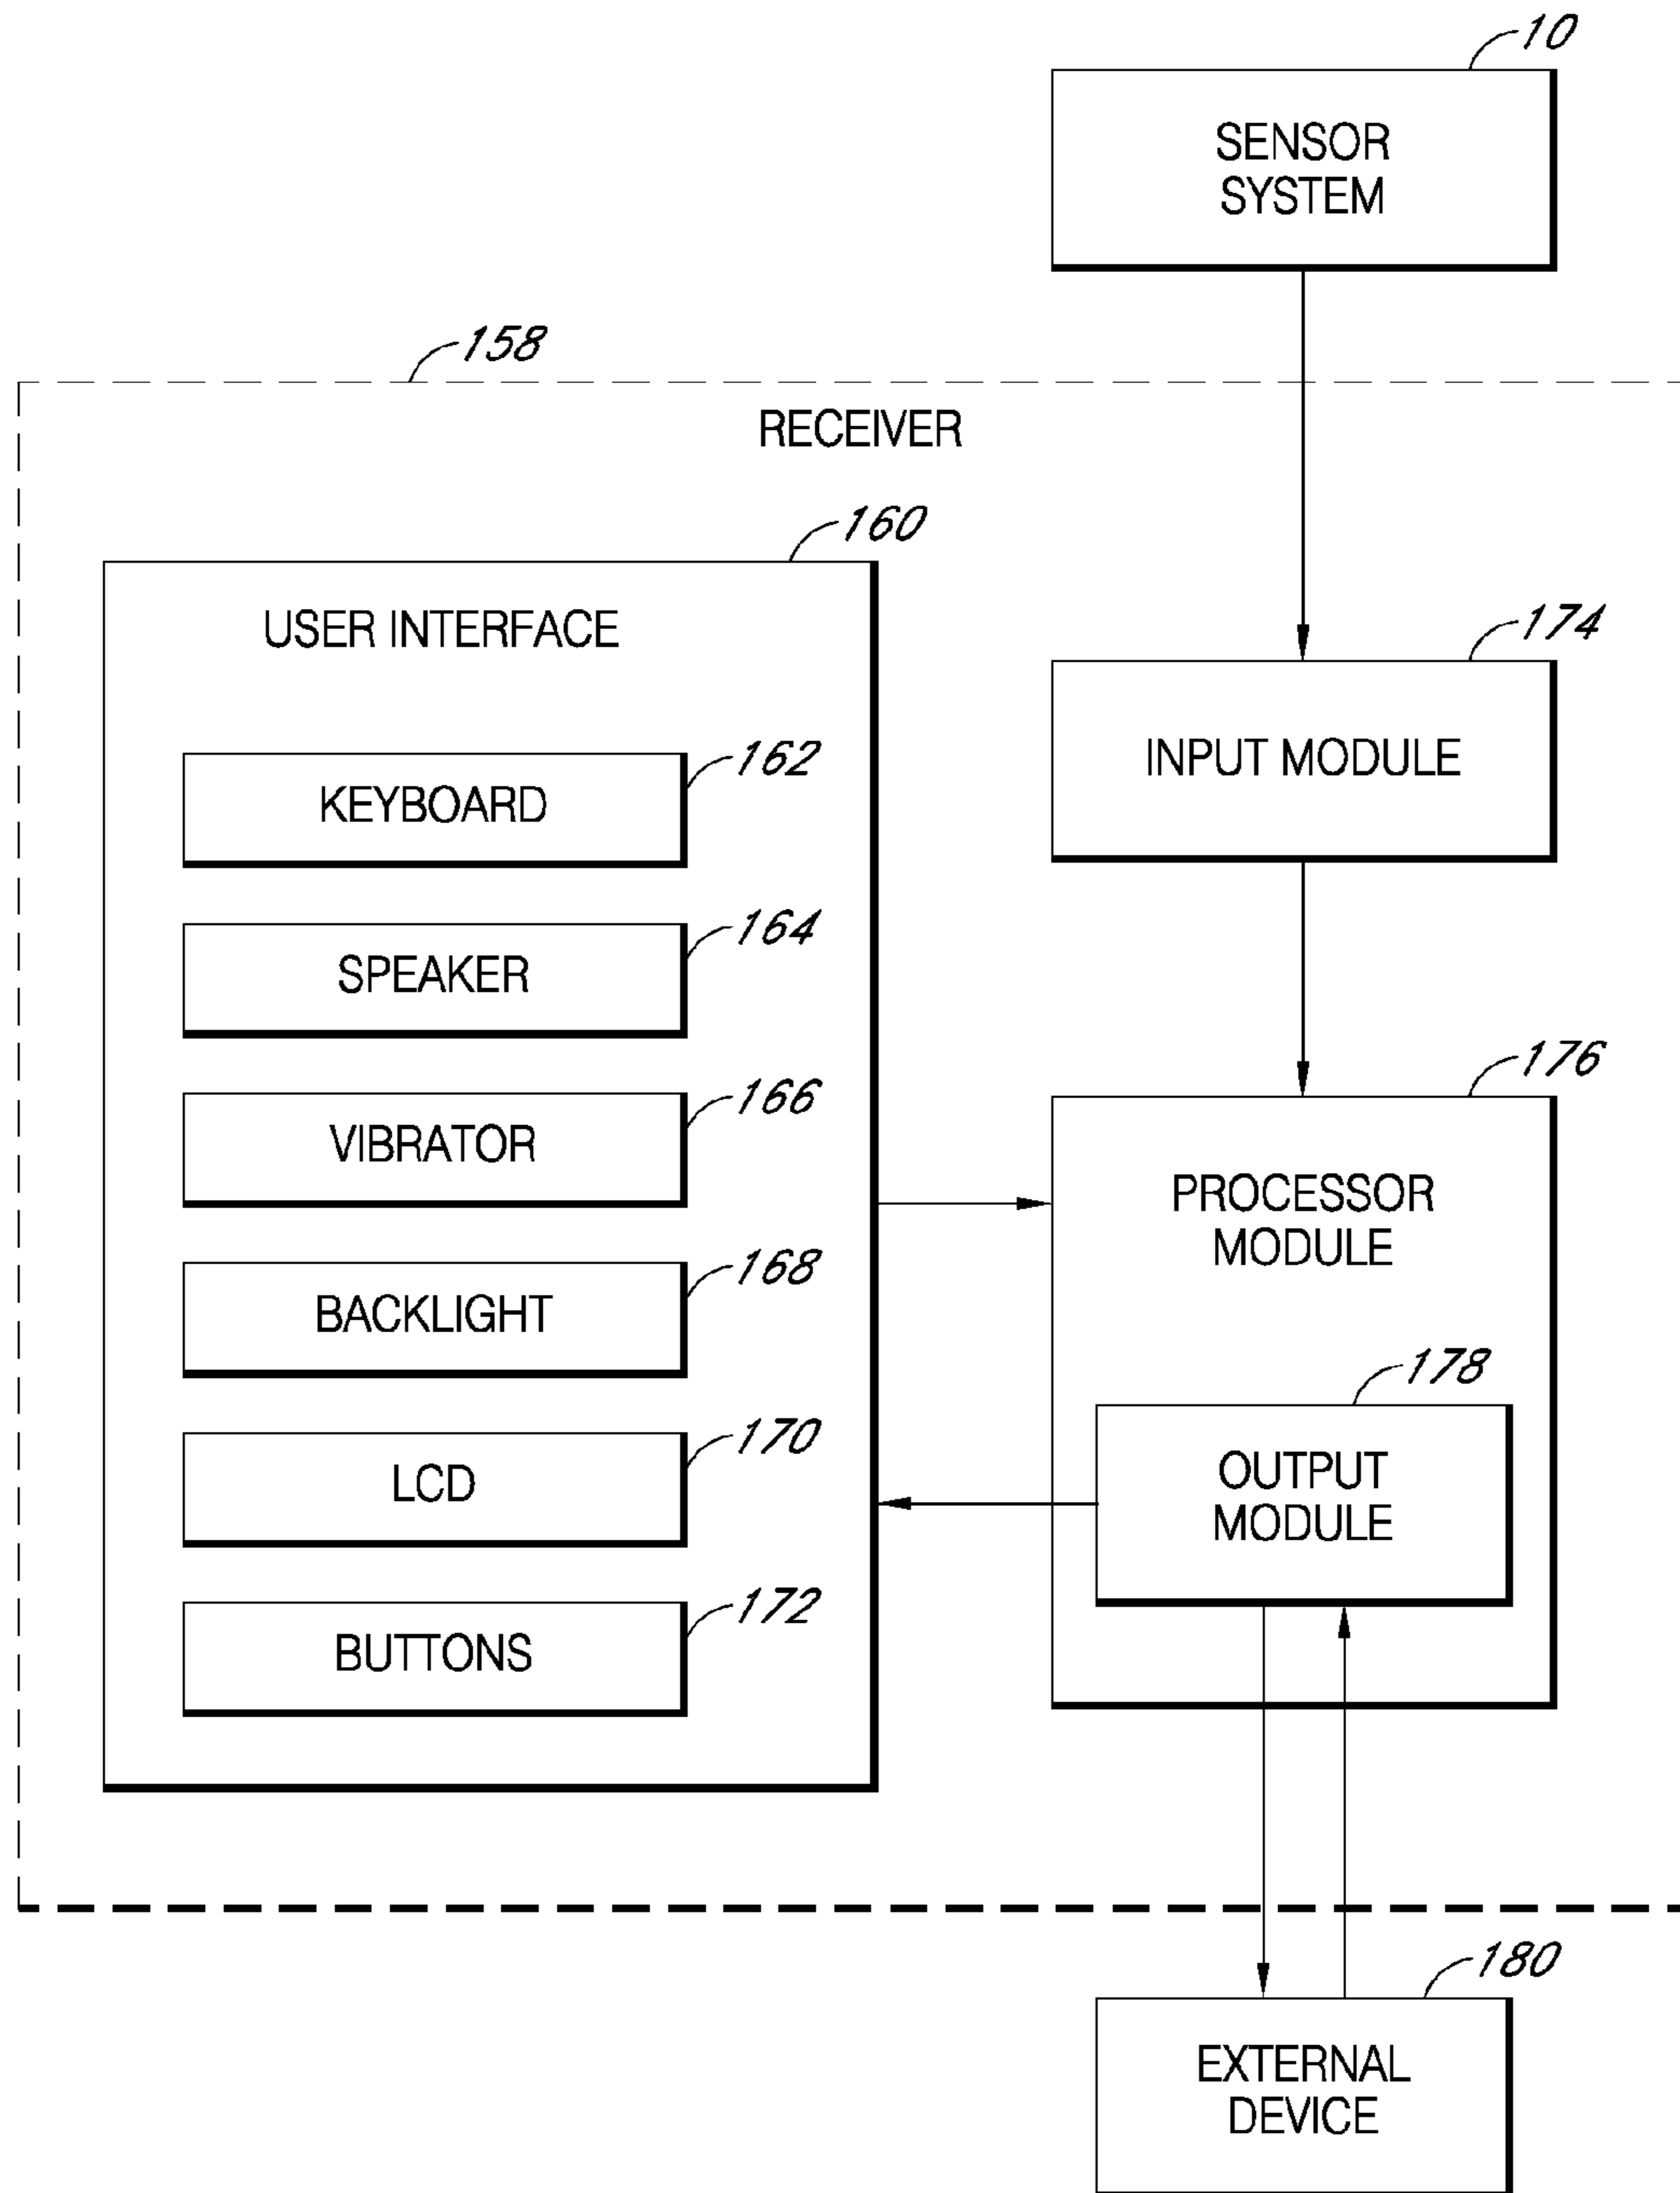 10
SENSOR
SYSTEM
158
RECEIVER
160
USER INTERFACE
174
INPUT MODULE
162
KEYBOARD
164
SPEAKER
166
VIBRATOR
168
BACKLIGHT
170
LCD
172
BUTTONS
176
PROCESSOR
MODULE
178
OUTPUT
MODULE
180
EXTERNAL
DEVICE